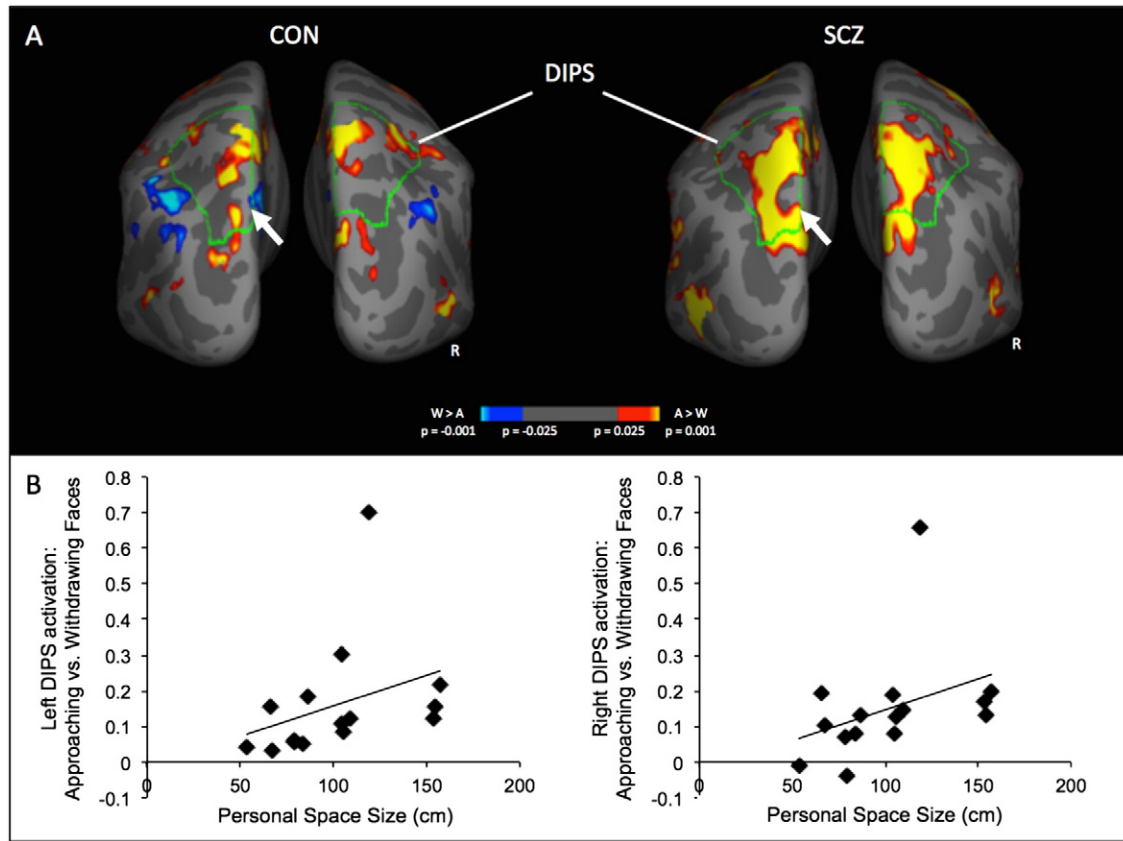 A
CON
SCZ
DIPS
R
R
W > A
A > W
p = -0.001
p = -0.025
p = 0.025
p = 0.001
B
Left DIPS activation:
Approaching vs. Withdrawing Faces
0.8
0.7
0.6
0.5
0.4
0.3
0.2
0.1
0
-0.1
0
50
100
150
200
Personal Space Size (cm)
Right DIPS activation:
Approaching vs. Withdrawing Faces
0.8
0.7
0.6
0.5
0.4
0.3
0.2
0.1
0
-0.1
0
50
100
150
200
Personal Space Size (cm)